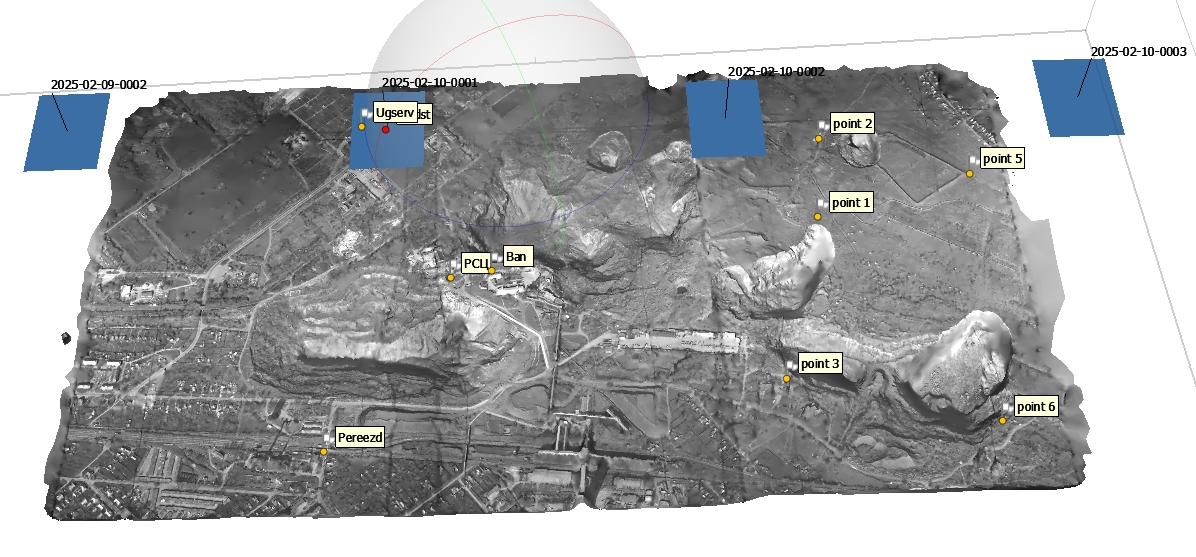 2025-02-10-0003
2025-02-10-0002
2025-02-09-0002
2025-02-10-0001
Ugserv
point 2
point 5
point 1
Ban
РСЦ
point 3
point 6
Pereezd